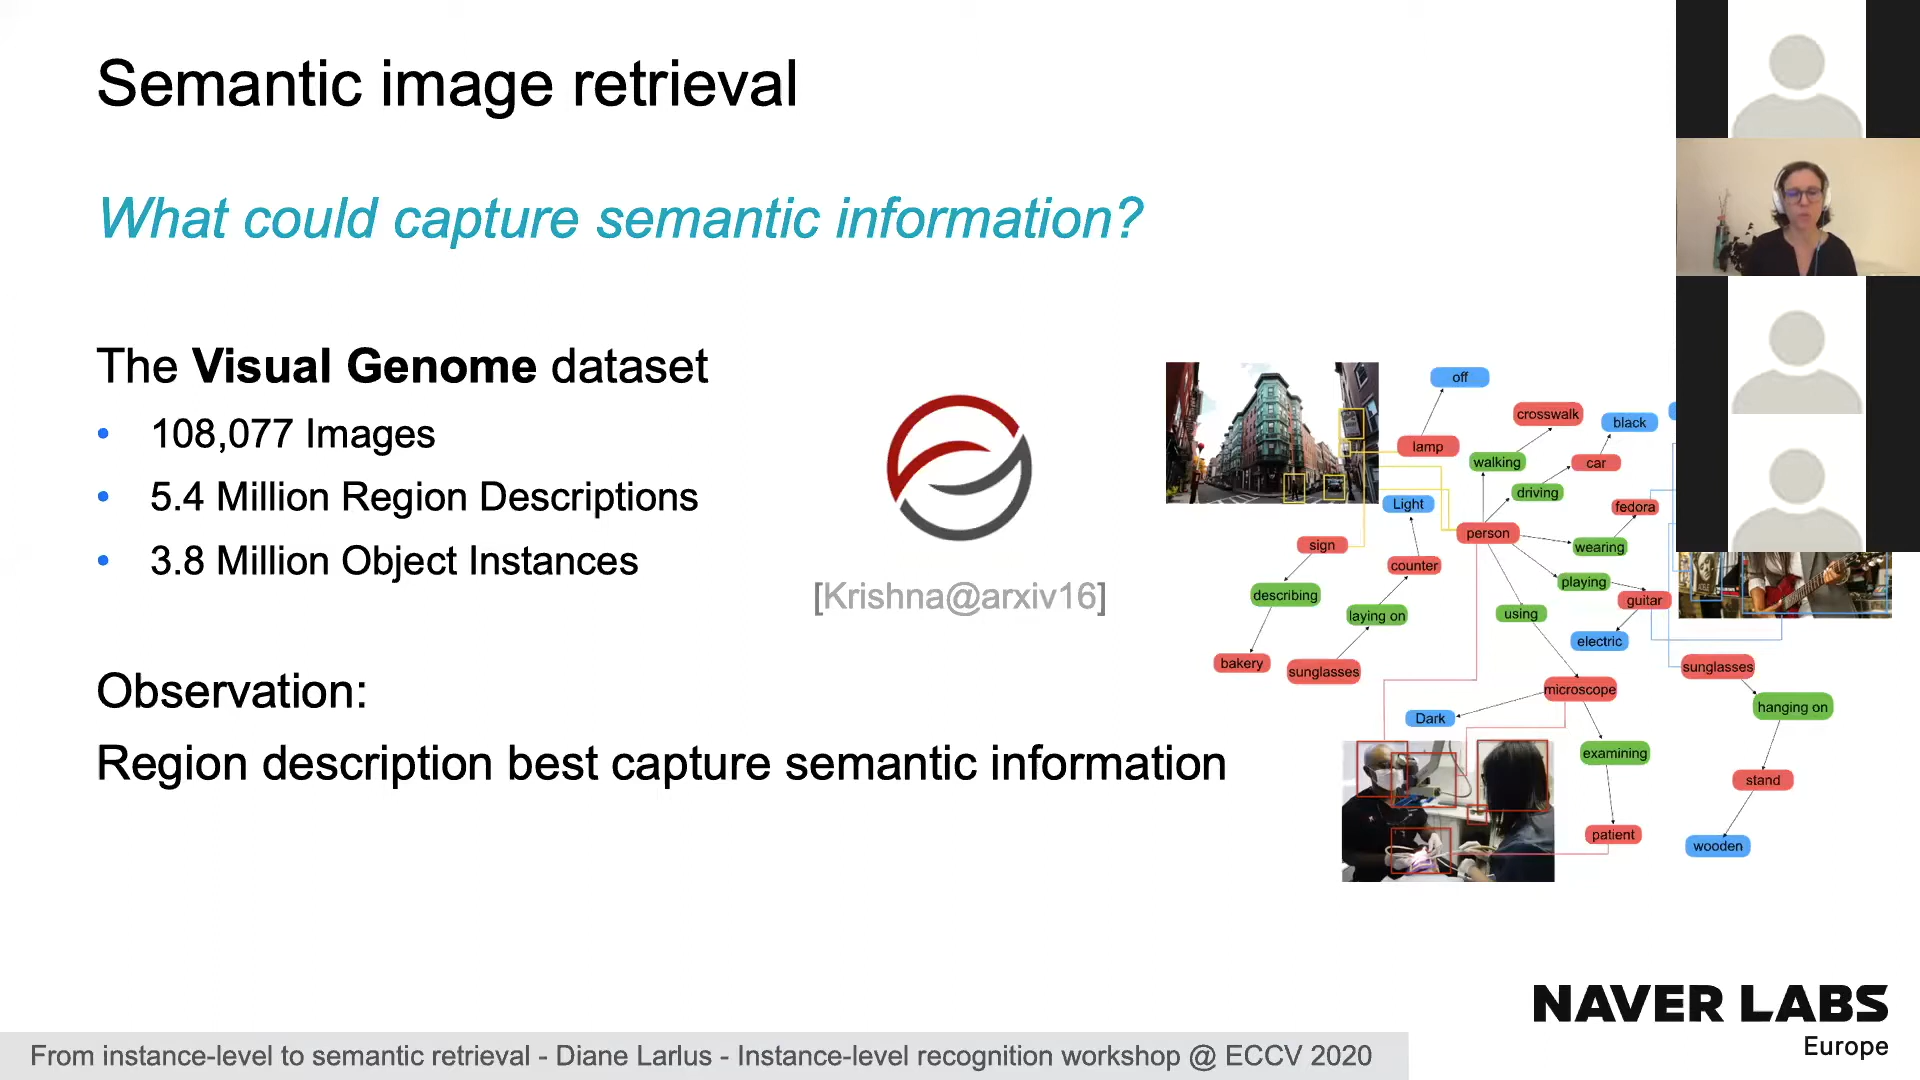 Semantic image retrieval
What could capture semantic information?
The Visual Genome dataset
• 108,077 Images
• 5.4 Million Region Descriptions
• 3.8 Million Object Instances
[Krishna@arxiv16]
Observation:
Region description best capture semantic information
off
crosswalk
black
lamp
walking
car
driving
Light
fedora
person
sign
wearing
counter
playing
describing
guitar
using
laying on
electric
bakery
sunglasses
sunglasses
microscope
hanging on
Dark
examining
stand
patient
wooden
NAVER LABS
Europe
From instance-level to semantic retrieval - Diane Larlus - Instance-level recognition workshop @ ECCV 2020